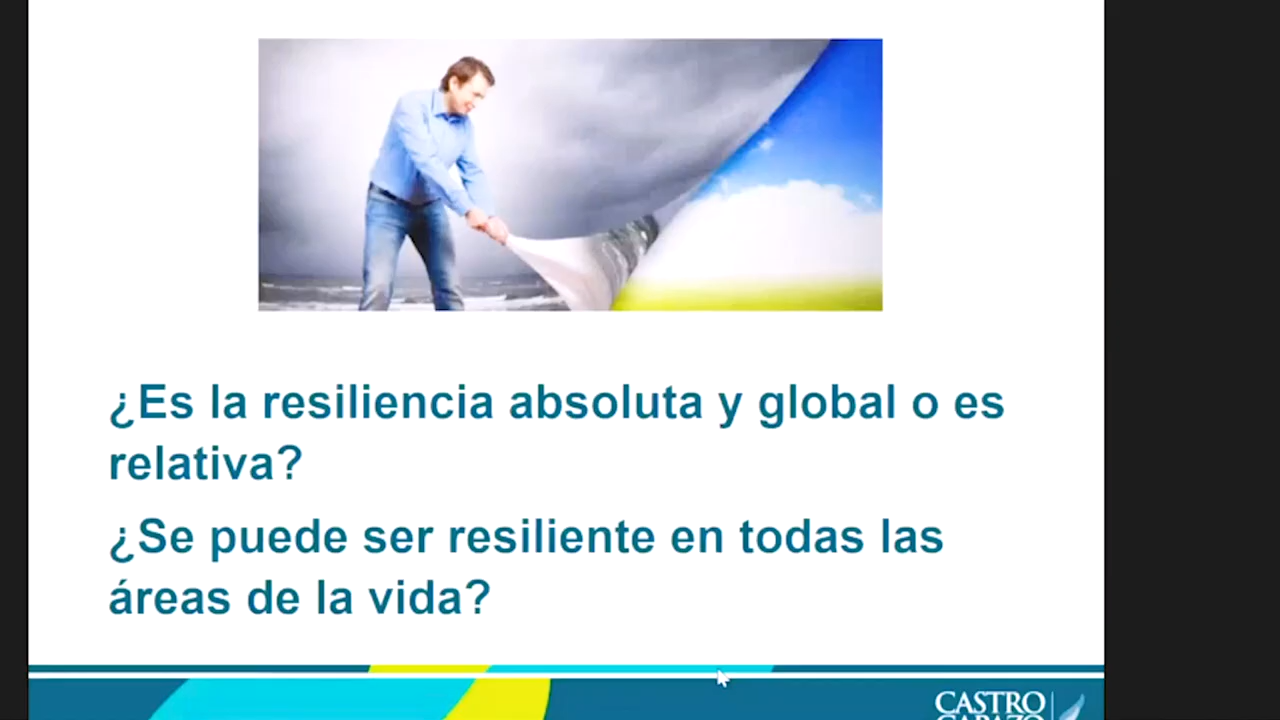 ¿Es la resiliencia absoluta y global o es
relativa?
¿Se puede ser resiliente en todas las
áreas de la vida?
CASTRO